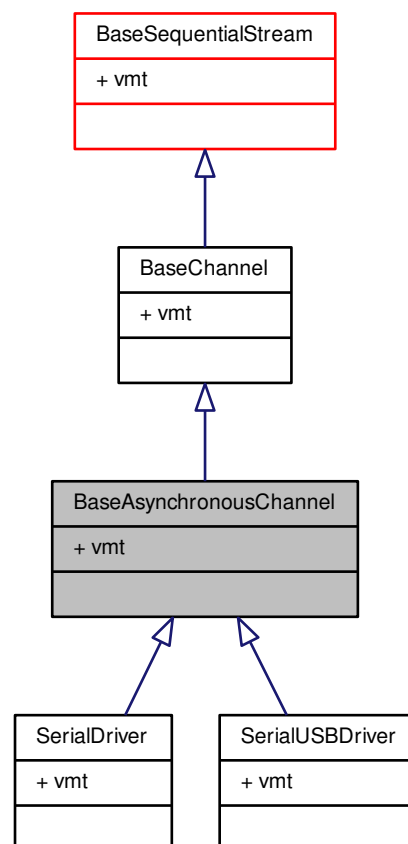 BaseSequentialStream
+ vmt
BaseChannel
+ vmt
BaseAsynchronousChannel
+ vmt
SerialDriver
+ vmt
SerialUSBDriver
+ vmt